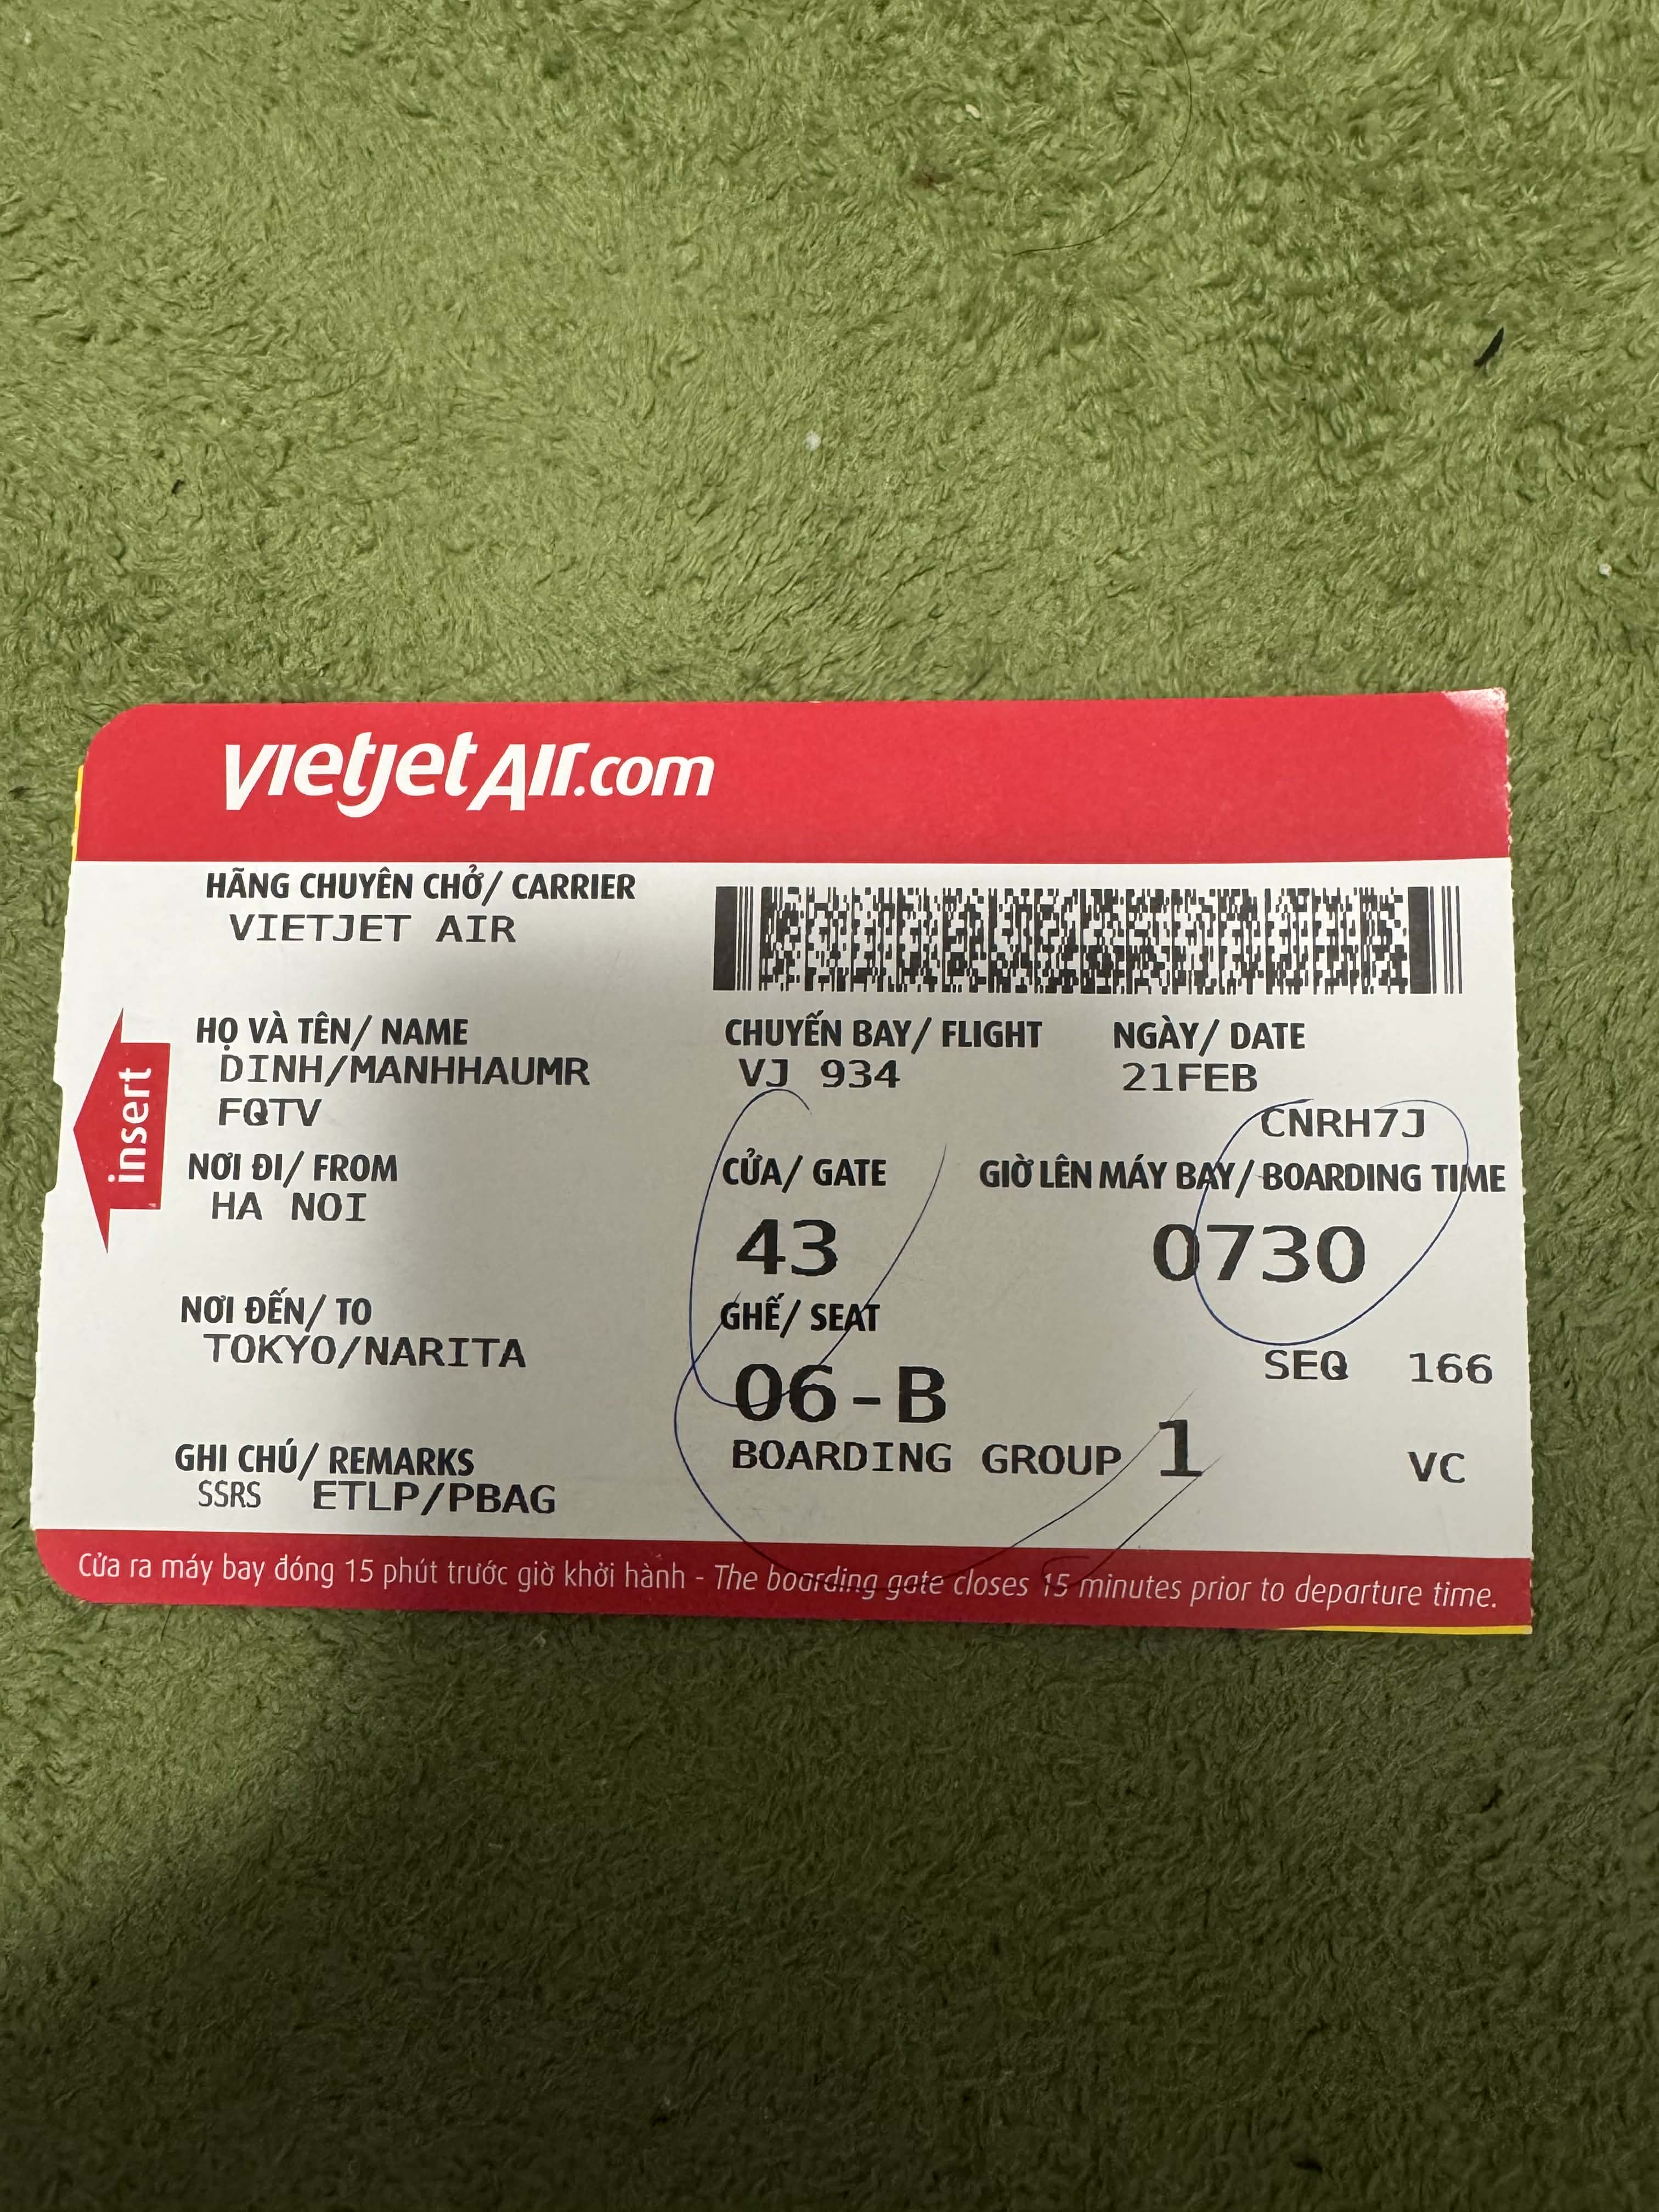 vietjetAir.com
HÃNG CHUYÊN CHỞ/ CARRIER
VIETJET AIR
HỌ VÀ TÊN/ NAME
DINH/MANHHAUMR
FQTV
CHUYẾN BAY/ FLIGHT
VJ 934
NGÀY/ DATE
21FEB
CNRH7J
insert
NƠI ĐI/ FROM
HA NOI
CỬA/ GATE
43
GIỜ LÊN MÁY BAY/ BOARDING TIME
0730
NƠI ĐẾN/ TO
TOKYO/NARITA
GHẾ/ SEAT
06-B
SEQ 166
BOARDING GROUP 1
VC
GHI CHÚ/ REMARKS
SSRS ETLP/PBAG
Cửa ra máy bay đóng 15 phút trước giờ khởi hành - The boarding gate closes 15 minutes prior to departure time.